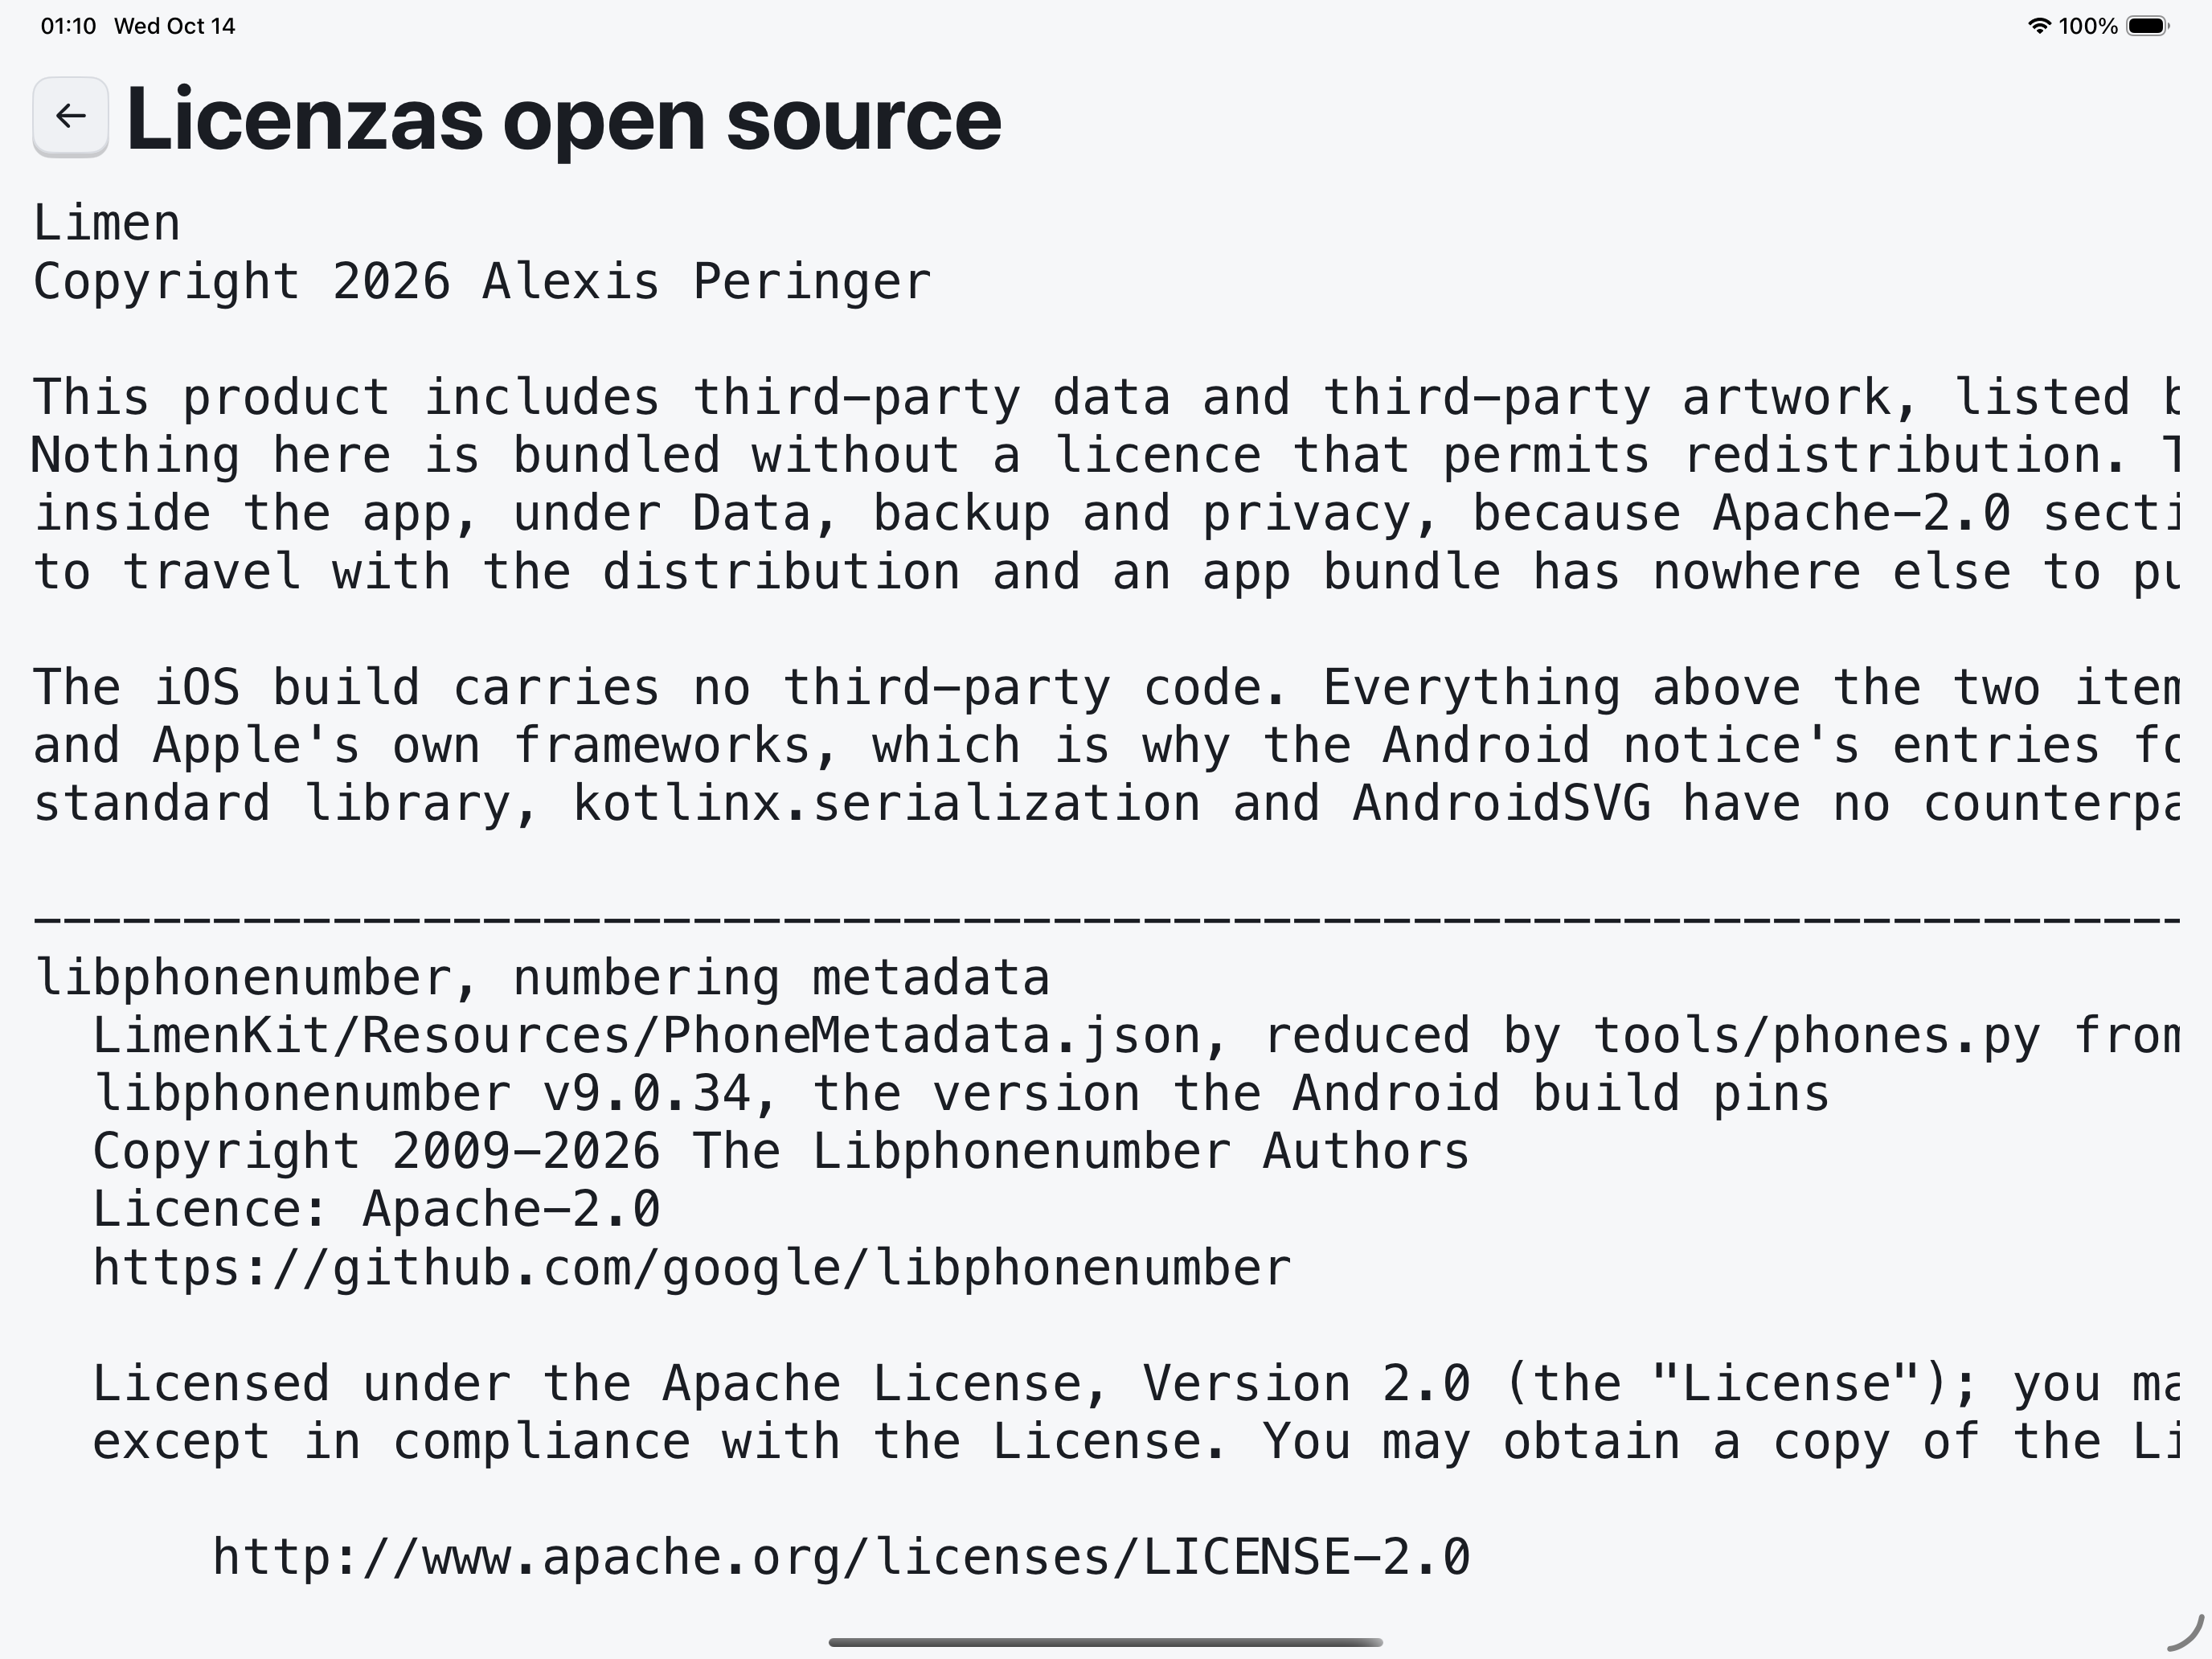 01:10 Wed Oct 14
100%
Licenzas open source
Limen
Copyright 2026 Alexis Peringer
This product includes third-party data and third-party artwork, listed
Nothing here is bundled without a licence that permits redistribution.
inside the app, under Data, backup and privacy, because Apache-2.0 secti
to travel with the distribution and an app bundle has nowhere else to pu
The iOS build carries no third-party code. Everything above the two item
and Apple's own frameworks, which is why the Android notice's entries fo
standard library, kotlinx.serialization and AndroidSVG have no counterpa
------------------------------------------------------------------------
libphonenumber, numbering metadata
LimenKit/Resources/PhoneMetadata.json, reduced by tools/phones.py from
libphonenumber v9.0.34, the version the Android build pins
Copyright 2009-2026 The Libphonenumber Authors
Licence: Apache-2.0
https://github.com/google/libphonenumber
Licensed under the Apache License, Version 2.0 (the "License"); you ma
except in compliance with the License. You may obtain a copy of the Li
http://www.apache.org/licenses/LICENSE-2.0